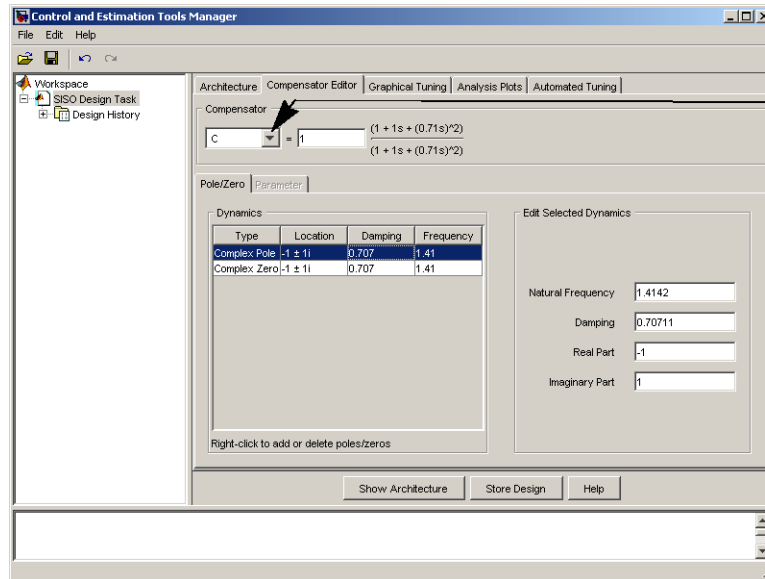 Control and Estimation Tools Manager
File Edit Help
Workspace
SISO Design Task
Design History
Architecture Compensator Editor Graphical Tuning Analysis Plots Automated Tuning
Compensator
C = 1
(1 + 1s + (0.71s)^2)
(1 + 1s + (0.71s)^2)
Pole/Zero Parameter
Dynamics
Type Location Damping Frequency
Complex Pole -1 ± 1i 0.707 1.41
Complex Zero -1 ± 1i 0.707 1.41
Right-click to add or delete poles/zeros
Edit Selected Dynamics
Natural Frequency 1.4142
Damping 0.70711
Real Part -1
Imaginary Part 1
Show Architecture Store Design Help